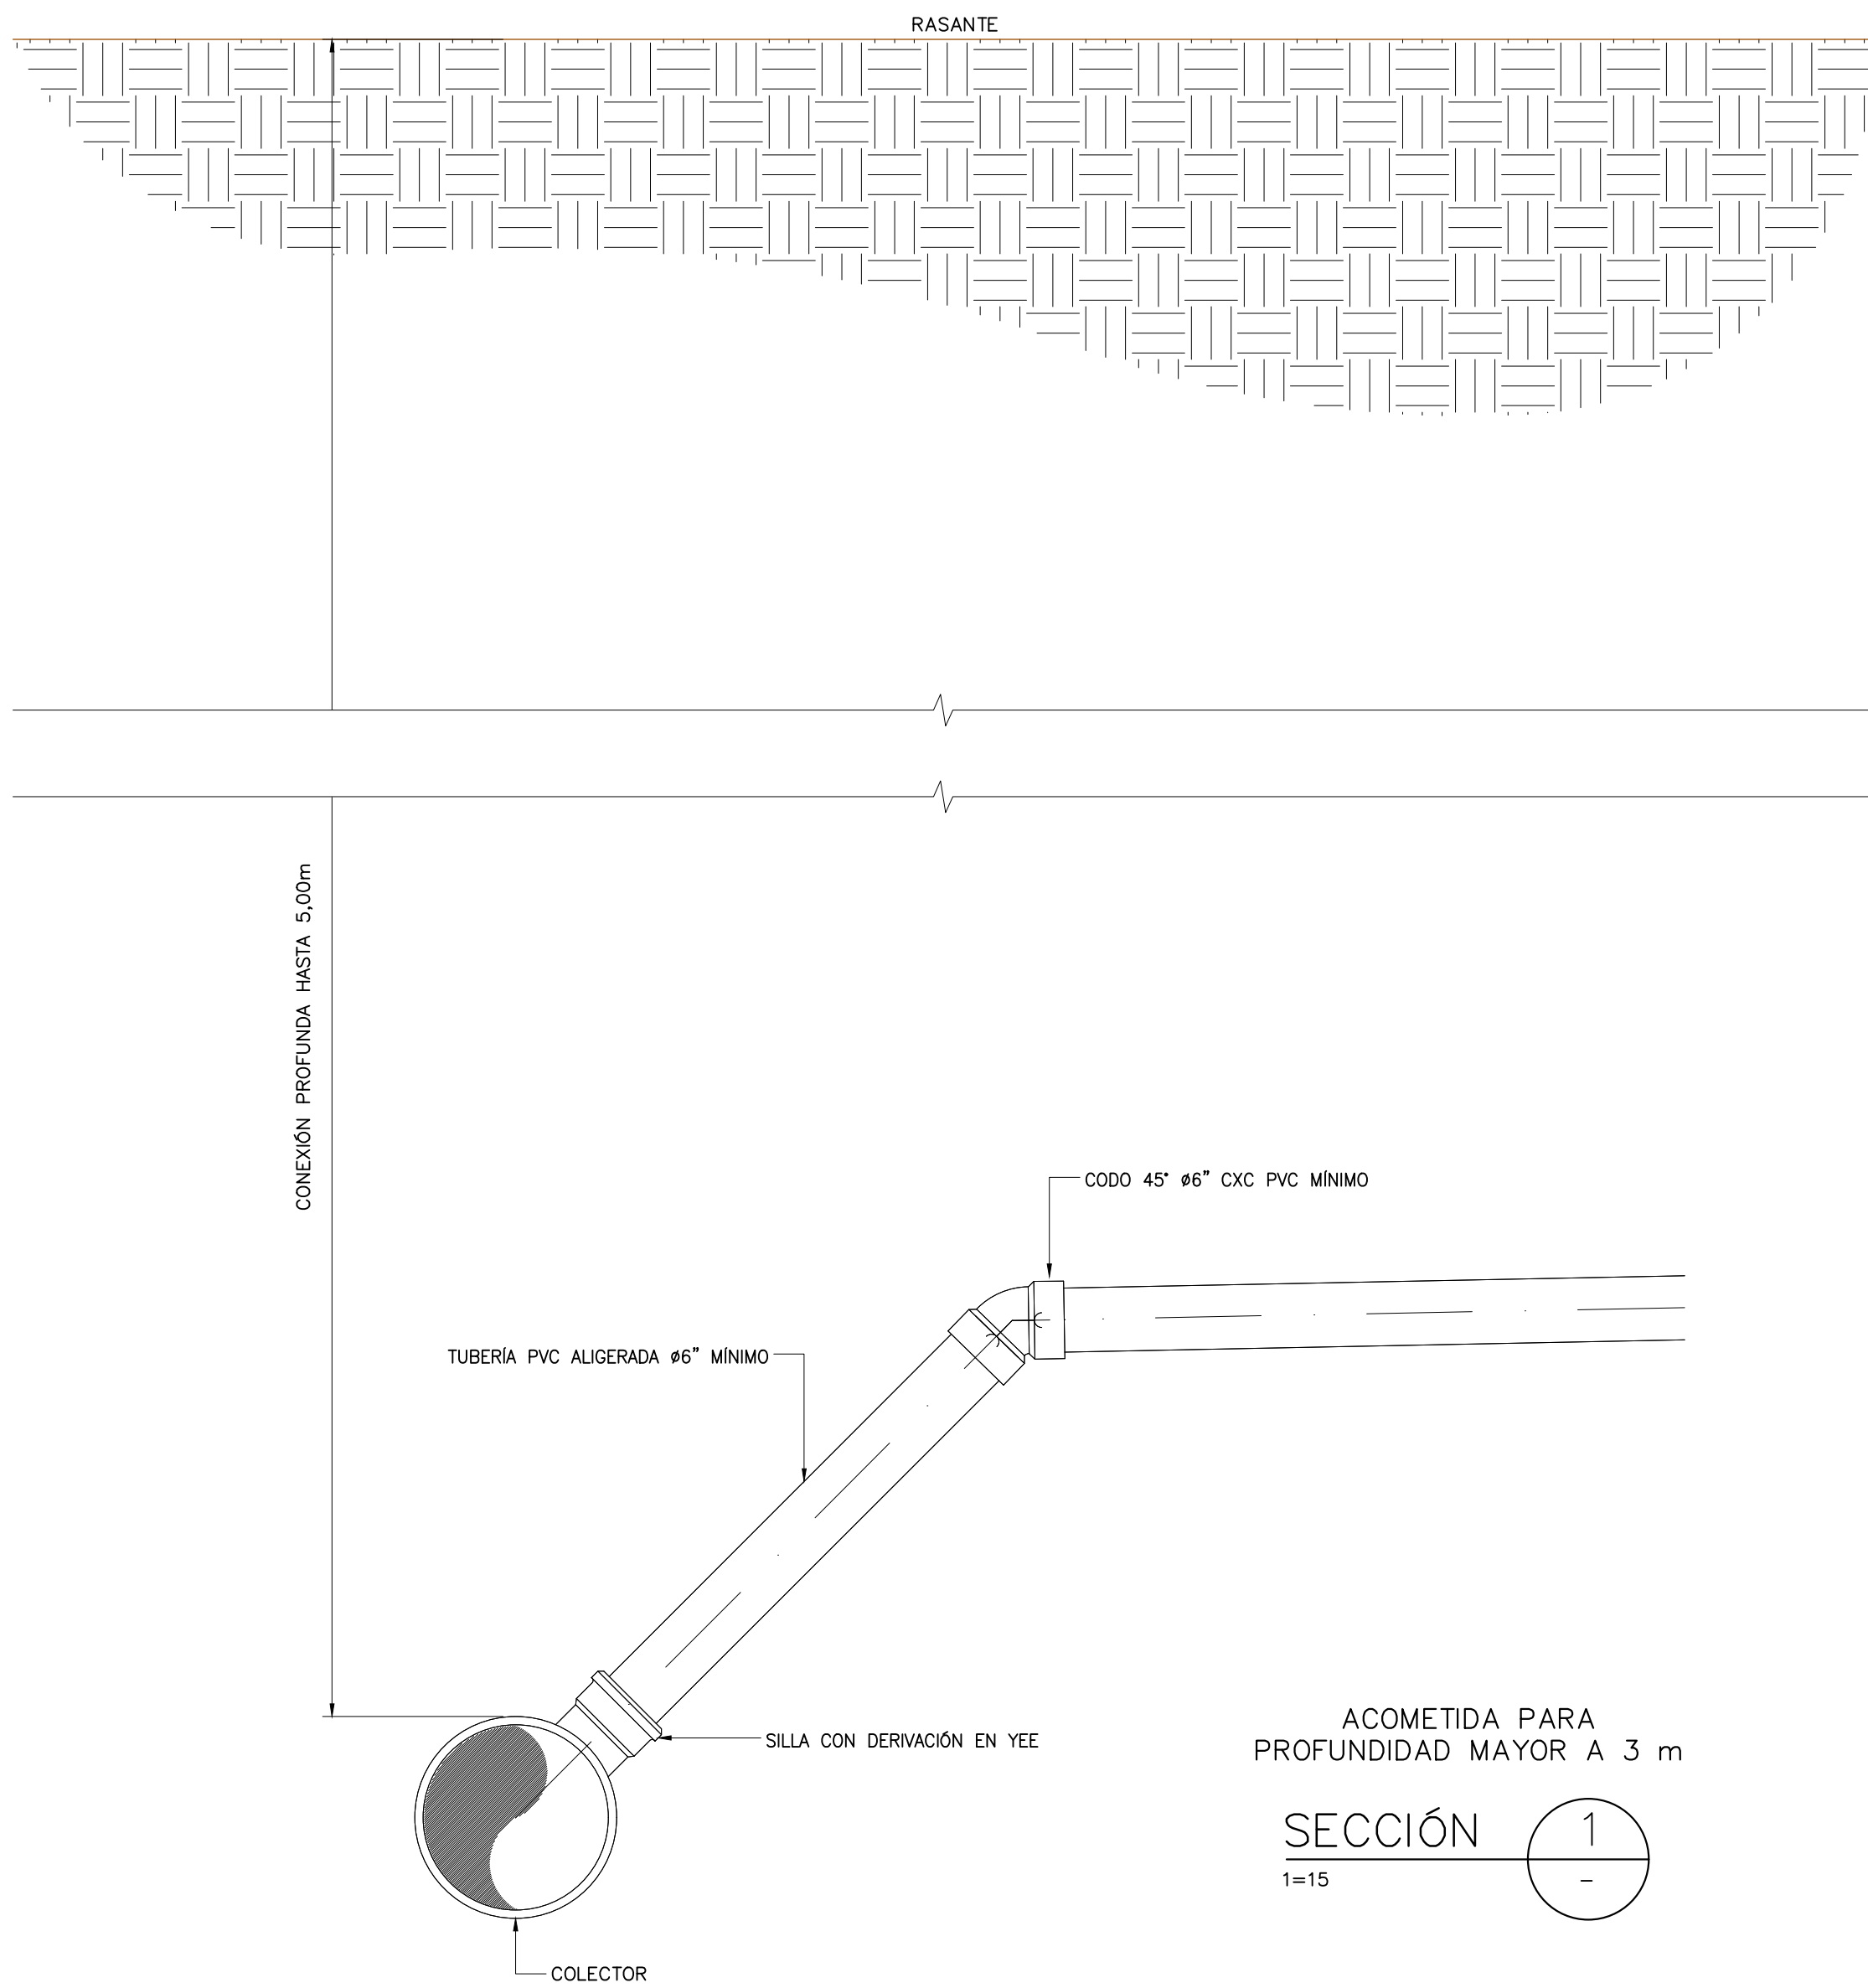 RASANTE
CONEXIÓN PROFUNDA HASTA 5,00m
CODO 45° ø6" CXC PVC MÍNIMO
TUBERÍA PVC ALIGERADA ø6" MÍNIMO
SILLA CON DERIVACIÓN EN YEE
ACOMETIDA PARA
PROFUNDIDAD MAYOR A 3 m
SECCIÓN 1
1=15 -
COLECTOR